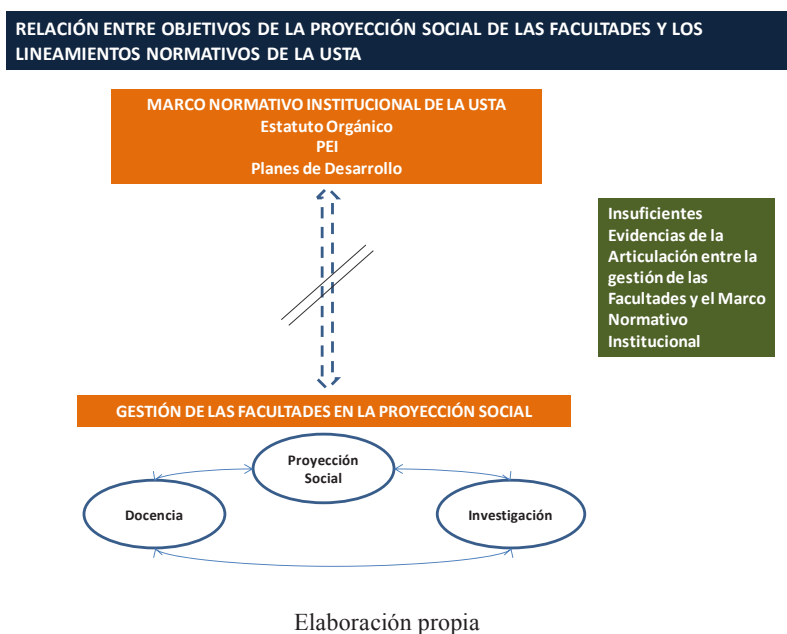 RELACIÓN ENTRE OBJETIVOS DE LA PROYECCIÓN SOCIAL DE LAS FACULTADES Y LOS
LINEAMIENTOS NORMATIVOS DE LA USTA
MARCO NORMATIVO INSTITUCIONAL DE LA USTA
Estatuto Orgánico
PEI
Planes de Desarrollo
Insuficientes
Evidencias de la
Articulación entre la
gestión de las
Facultades y el Marco
Normativo
Institucional
GESTIÓN DE LAS FACULTADES EN LA PROYECCIÓN SOCIAL
Proyección
Social
Docencia
Investigación
Elaboración propia